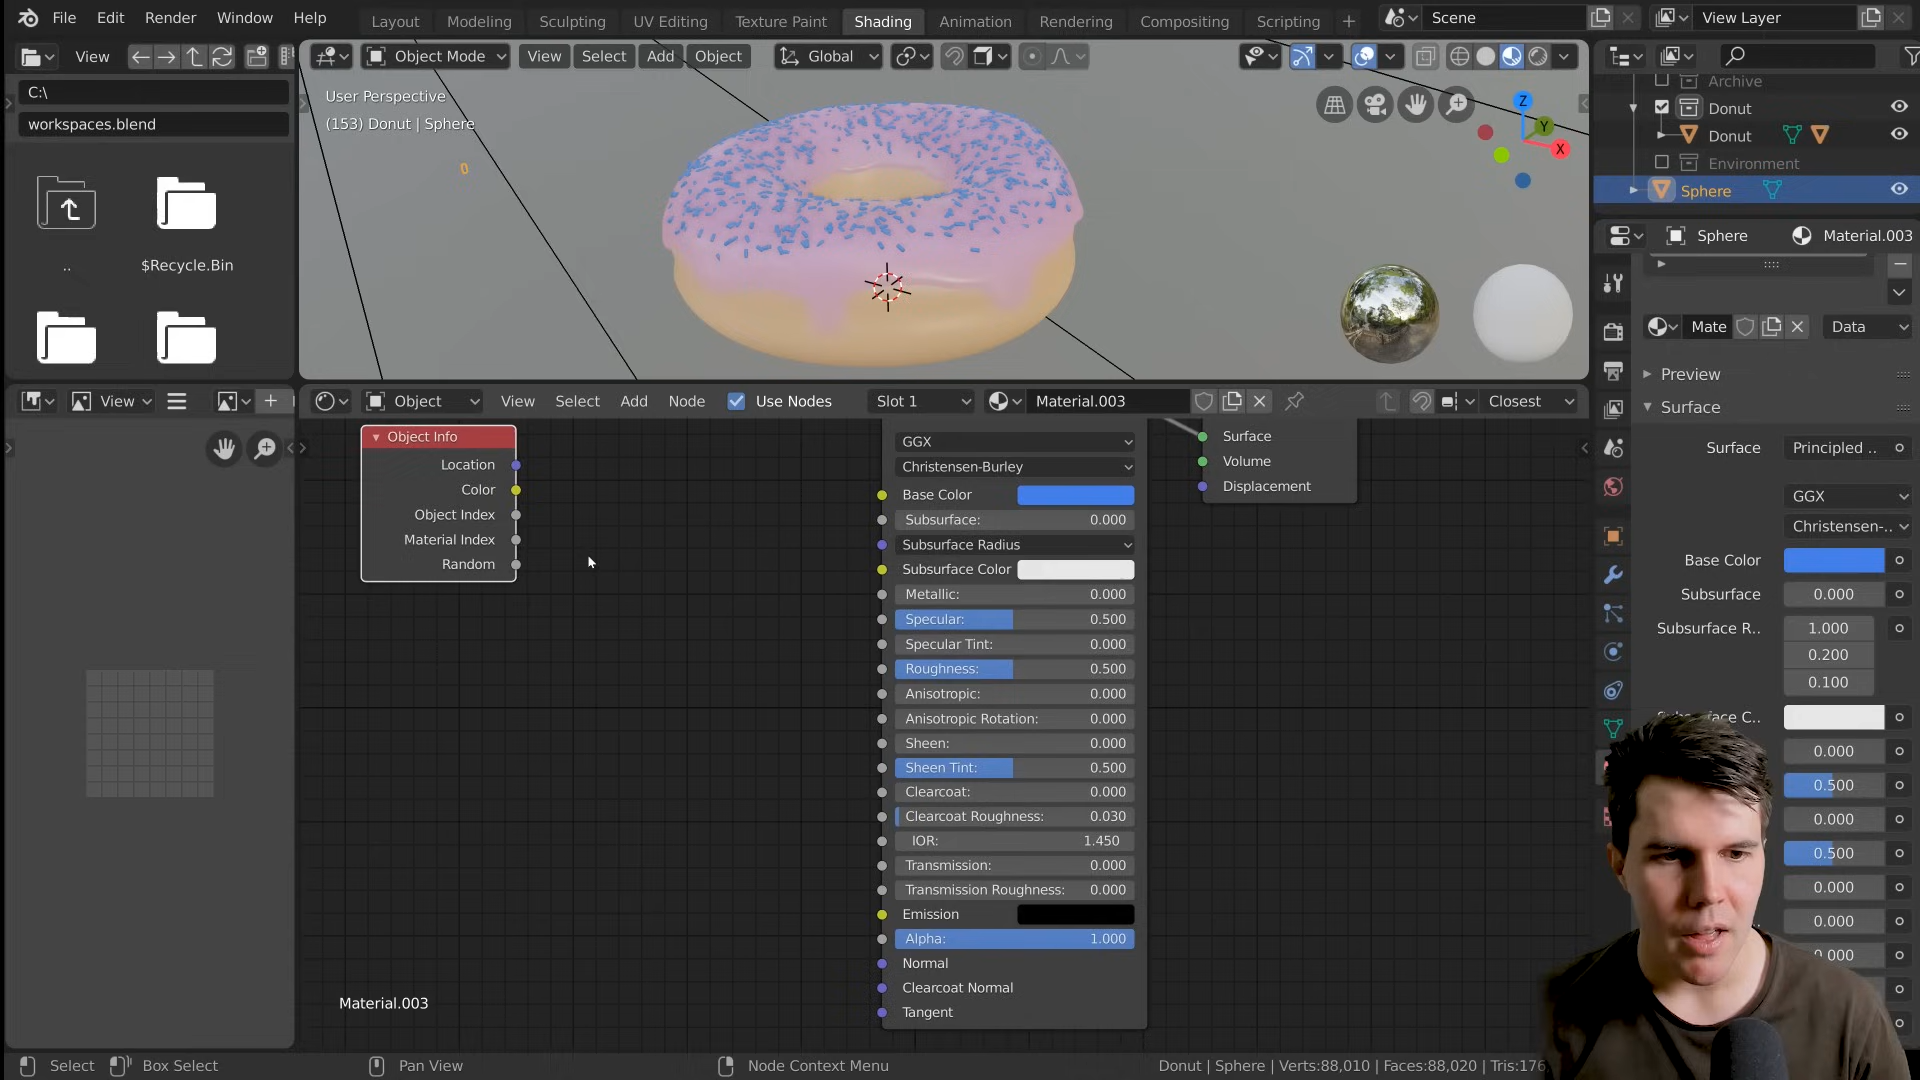 File Edit Render Window Help
Layout Modeling Sculpting UV Editing Texture Paint Shading Animation Rendering Compositing Scripting +
Scene
View Layer
View
Object Mode
View Select Add Object
Global
C:\
workspaces.blend
..
$Recycle.Bin
User Perspective
(153) Donut | Sphere
Z
Y
X
Archive
Donut
Donut
Environment
Sphere
Sphere
Material.003
Mate
Data
Preview
Surface
Surface
Principled ..
GGX
Christensen-..
Base Color
Subsurface
0.000
Subsurface R..
1.000
0.200
0.100
0.000
0.500
0.000
0.500
0.000
0.000
0.000
View
Object
View Select Add Node
Use Nodes
Slot 1
Material.003
Closest
Object Info
Location
Color
Object Index
Material Index
Random
GGX
Christensen-Burley
Base Color
Subsurface: 0.000
Subsurface Radius
Subsurface Color
Metallic: 0.000
Specular: 0.500
Specular Tint: 0.000
Roughness: 0.500
Anisotropic: 0.000
Anisotropic Rotation: 0.000
Sheen: 0.000
Sheen Tint: 0.500
Clearcoat: 0.000
Clearcoat Roughness: 0.030
IOR: 1.450
Transmission: 0.000
Transmission Roughness: 0.000
Emission
Alpha: 1.000
Normal
Clearcoat Normal
Tangent
Surface
Volume
Displacement
Material.003
Select
Box Select
Pan View
Node Context Menu
Donut | Sphere | Verts:88,010 | Faces:88,020 | Tris:176